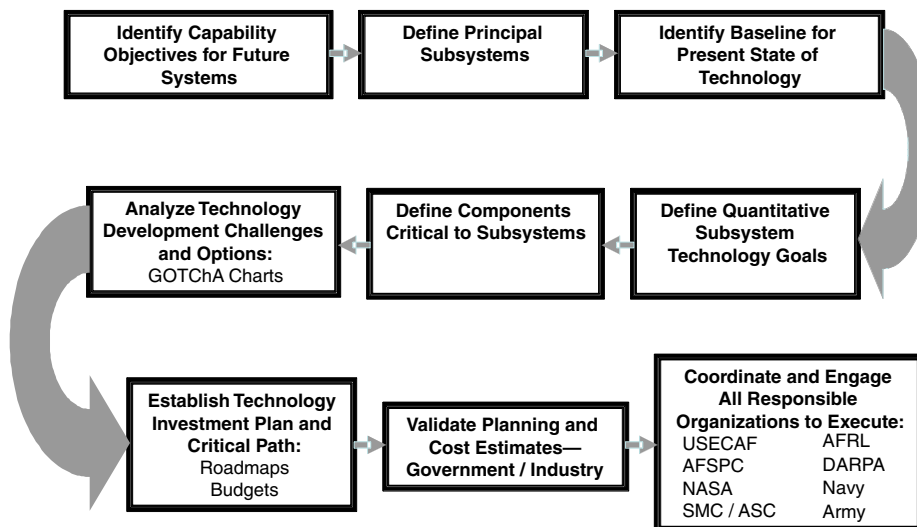 Identify Capability
Objectives for Future
Systems
Define Principal
Subsystems
Identify Baseline for
Present State of
Technology
Define Quantitative
Subsystem
Technology Goals
Define Components
Critical to Subsystems
Analyze Technology
Development Challenges
and Options:
GOTChA Charts
Establish Technology
Investment Plan and
Critical Path:
Roadmaps
Budgets
Validate Planning and
Cost Estimates—
Government / Industry
Coordinate and Engage
All Responsible
Organizations to Execute:
USECAF AFRL
AFSPC DARPA
NASA Navy
SMC / ASC Army